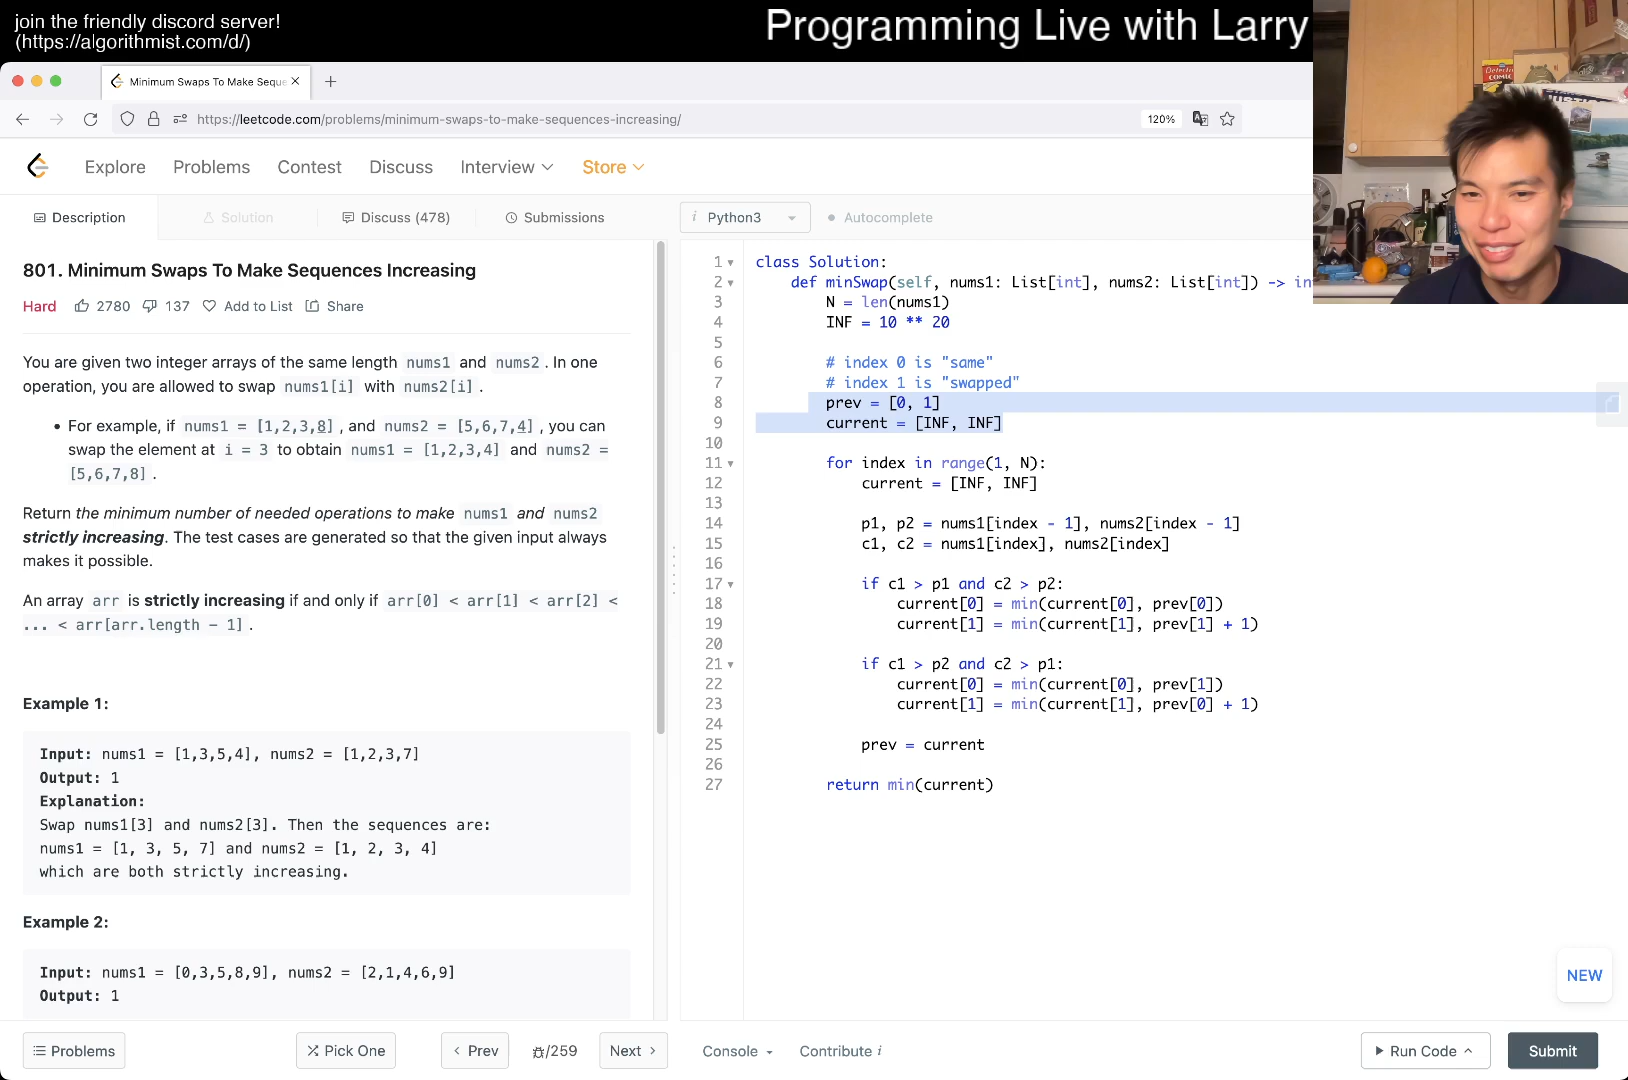 join the friendly discord server!
(https://algorithmist.com/d/)
Programming Live with Larry
Minimum Swaps To Make Seque
https://leetcode.com/problems/minimum-swaps-to-make-sequences-increasing/
120%
Explore
Problems
Contest
Discuss
Interview
Store
Description
Solution
Discuss (478)
Submissions
i Python3
Autocomplete
801. Minimum Swaps To Make Sequences Increasing
Hard 2780 137 Add to List Share
You are given two integer arrays of the same length nums1 and nums2. In one
operation, you are allowed to swap nums1[i] with nums2[i].
• For example, if nums1 = [1,2,3,8], and nums2 = [5,6,7,4], you can
swap the element at i = 3 to obtain nums1 = [1,2,3,4] and nums2 =
[5,6,7,8].
Return the minimum number of needed operations to make nums1 and nums2
strictly increasing. The test cases are generated so that the given input always
makes it possible.
An array arr is strictly increasing if and only if arr[0] < arr[1] < arr[2] <
... < arr[arr.length - 1].
Example 1:
Input: nums1 = [1,3,5,4], nums2 = [1,2,3,7]
Output: 1
Explanation:
Swap nums1[3] and nums2[3]. Then the sequences are:
nums1 = [1, 3, 5, 7] and nums2 = [1, 2, 3, 4]
which are both strictly increasing.
Example 2:
Input: nums1 = [0,3,5,8,9], nums2 = [2,1,4,6,9]
Output: 1
1 class Solution:
2 def minSwap(self, nums1: List[int], nums2: List[int]) -> in
3 N = len(nums1)
4 INF = 10 ** 20
5
6 # index 0 is "same"
7 # index 1 is "swapped"
8 prev = [0, 1]
9 current = [INF, INF]
10
11 for index in range(1, N):
12 current = [INF, INF]
13
14 p1, p2 = nums1[index - 1], nums2[index - 1]
15 c1, c2 = nums1[index], nums2[index]
16
17 if c1 > p1 and c2 > p2:
18 current[0] = min(current[0], prev[0])
19 current[1] = min(current[1], prev[1] + 1)
20
21 if c1 > p2 and c2 > p1:
22 current[0] = min(current[0], prev[1])
23 current[1] = min(current[1], prev[0] + 1)
24
25 prev = current
26
27 return min(current)
NEW
Problems
Pick One
Prev
/259
Next
Console
Contribute i
Run Code
Submit